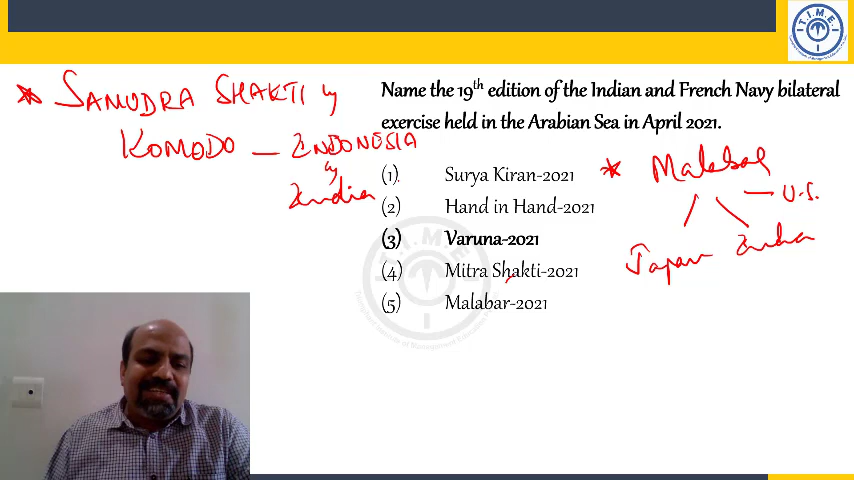 T.I.M.E.
Name the 19th edition of the Indian and French Navy bilateral
exercise held in the Arabian Sea in April 2021.
(1) Surya Kiran-2021
(2) Hand in Hand-2021
(3) Varuna-2021
(4) Mitra Shakti-2021
(5) Malabar-2021
SAMUDRA SHAKTI
KOMODO — INDONESIA
India
Malabar
U.S.
Japan India